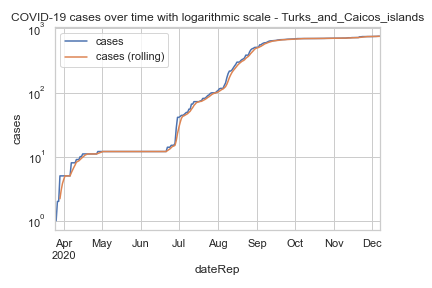 COVID-19 cases over time with logarithmic scale - Turks_and_Caicos_islands
cases
cases (rolling)
10³
10²
10¹
10⁰
cases
Apr May Jun Jul Aug Sep Oct Nov Dec
2020
dateRep